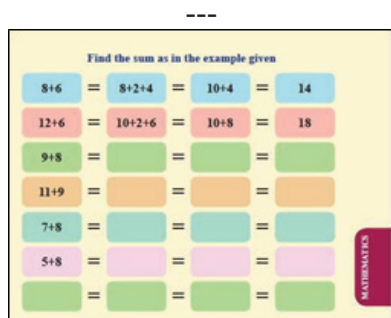 ---
Find the sum as in the example given
8+6 = 8+2+4 = 10+4 = 14
12+6 = 10+2+6 = 10+8 = 18
9+8 = = =
11+9 = = =
7+8 = = =
5+8 = = =
= = =
MATHEMATICS